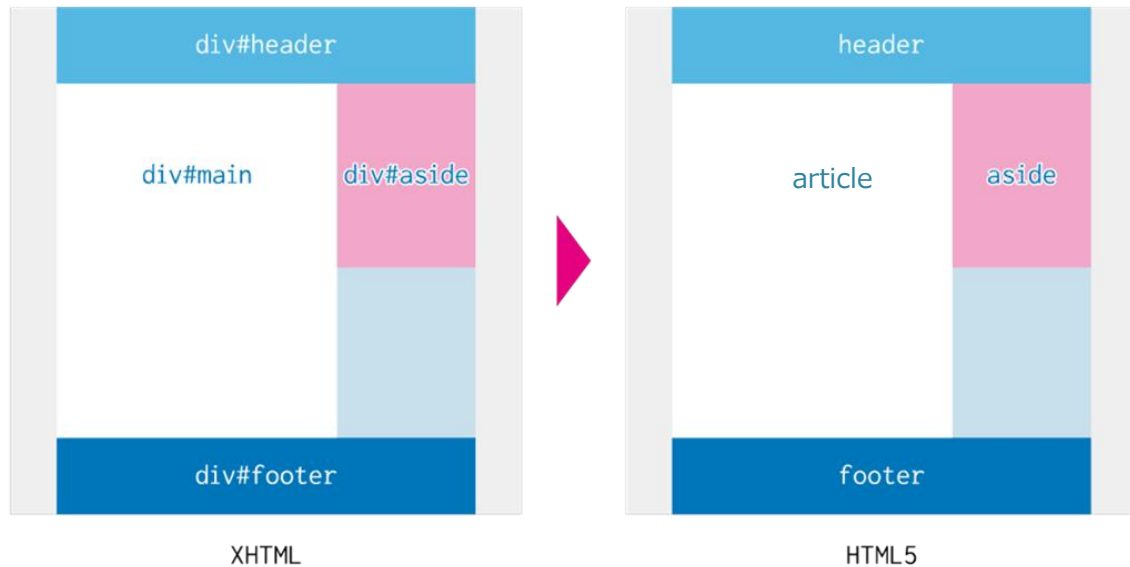 div#header
div#main
div#aside
div#footer
XHTML
header
article
aside
footer
HTML5